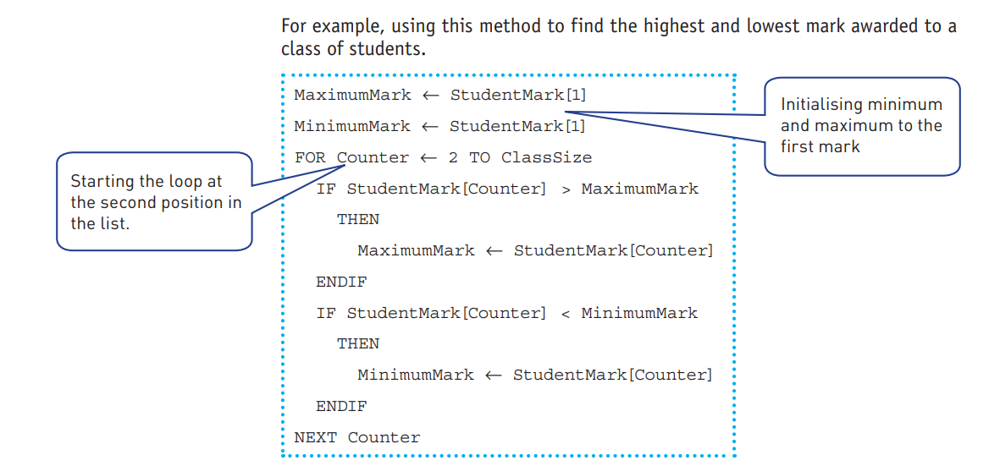 For example, using this method to find the highest and lowest mark awarded to a
class of students.
MaximumMark ← StudentMark[1]
MinimumMark ← StudentMark[1]
FOR Counter ← 2 TO ClassSize
IF StudentMark[Counter] > MaximumMark
THEN
MaximumMark ← StudentMark[Counter]
ENDIF
IF StudentMark[Counter] < MinimumMark
THEN
MinimumMark ← StudentMark[Counter]
ENDIF
NEXT Counter
Initialising minimum
and maximum to the
first mark
Starting the loop at
the second position in
the list.